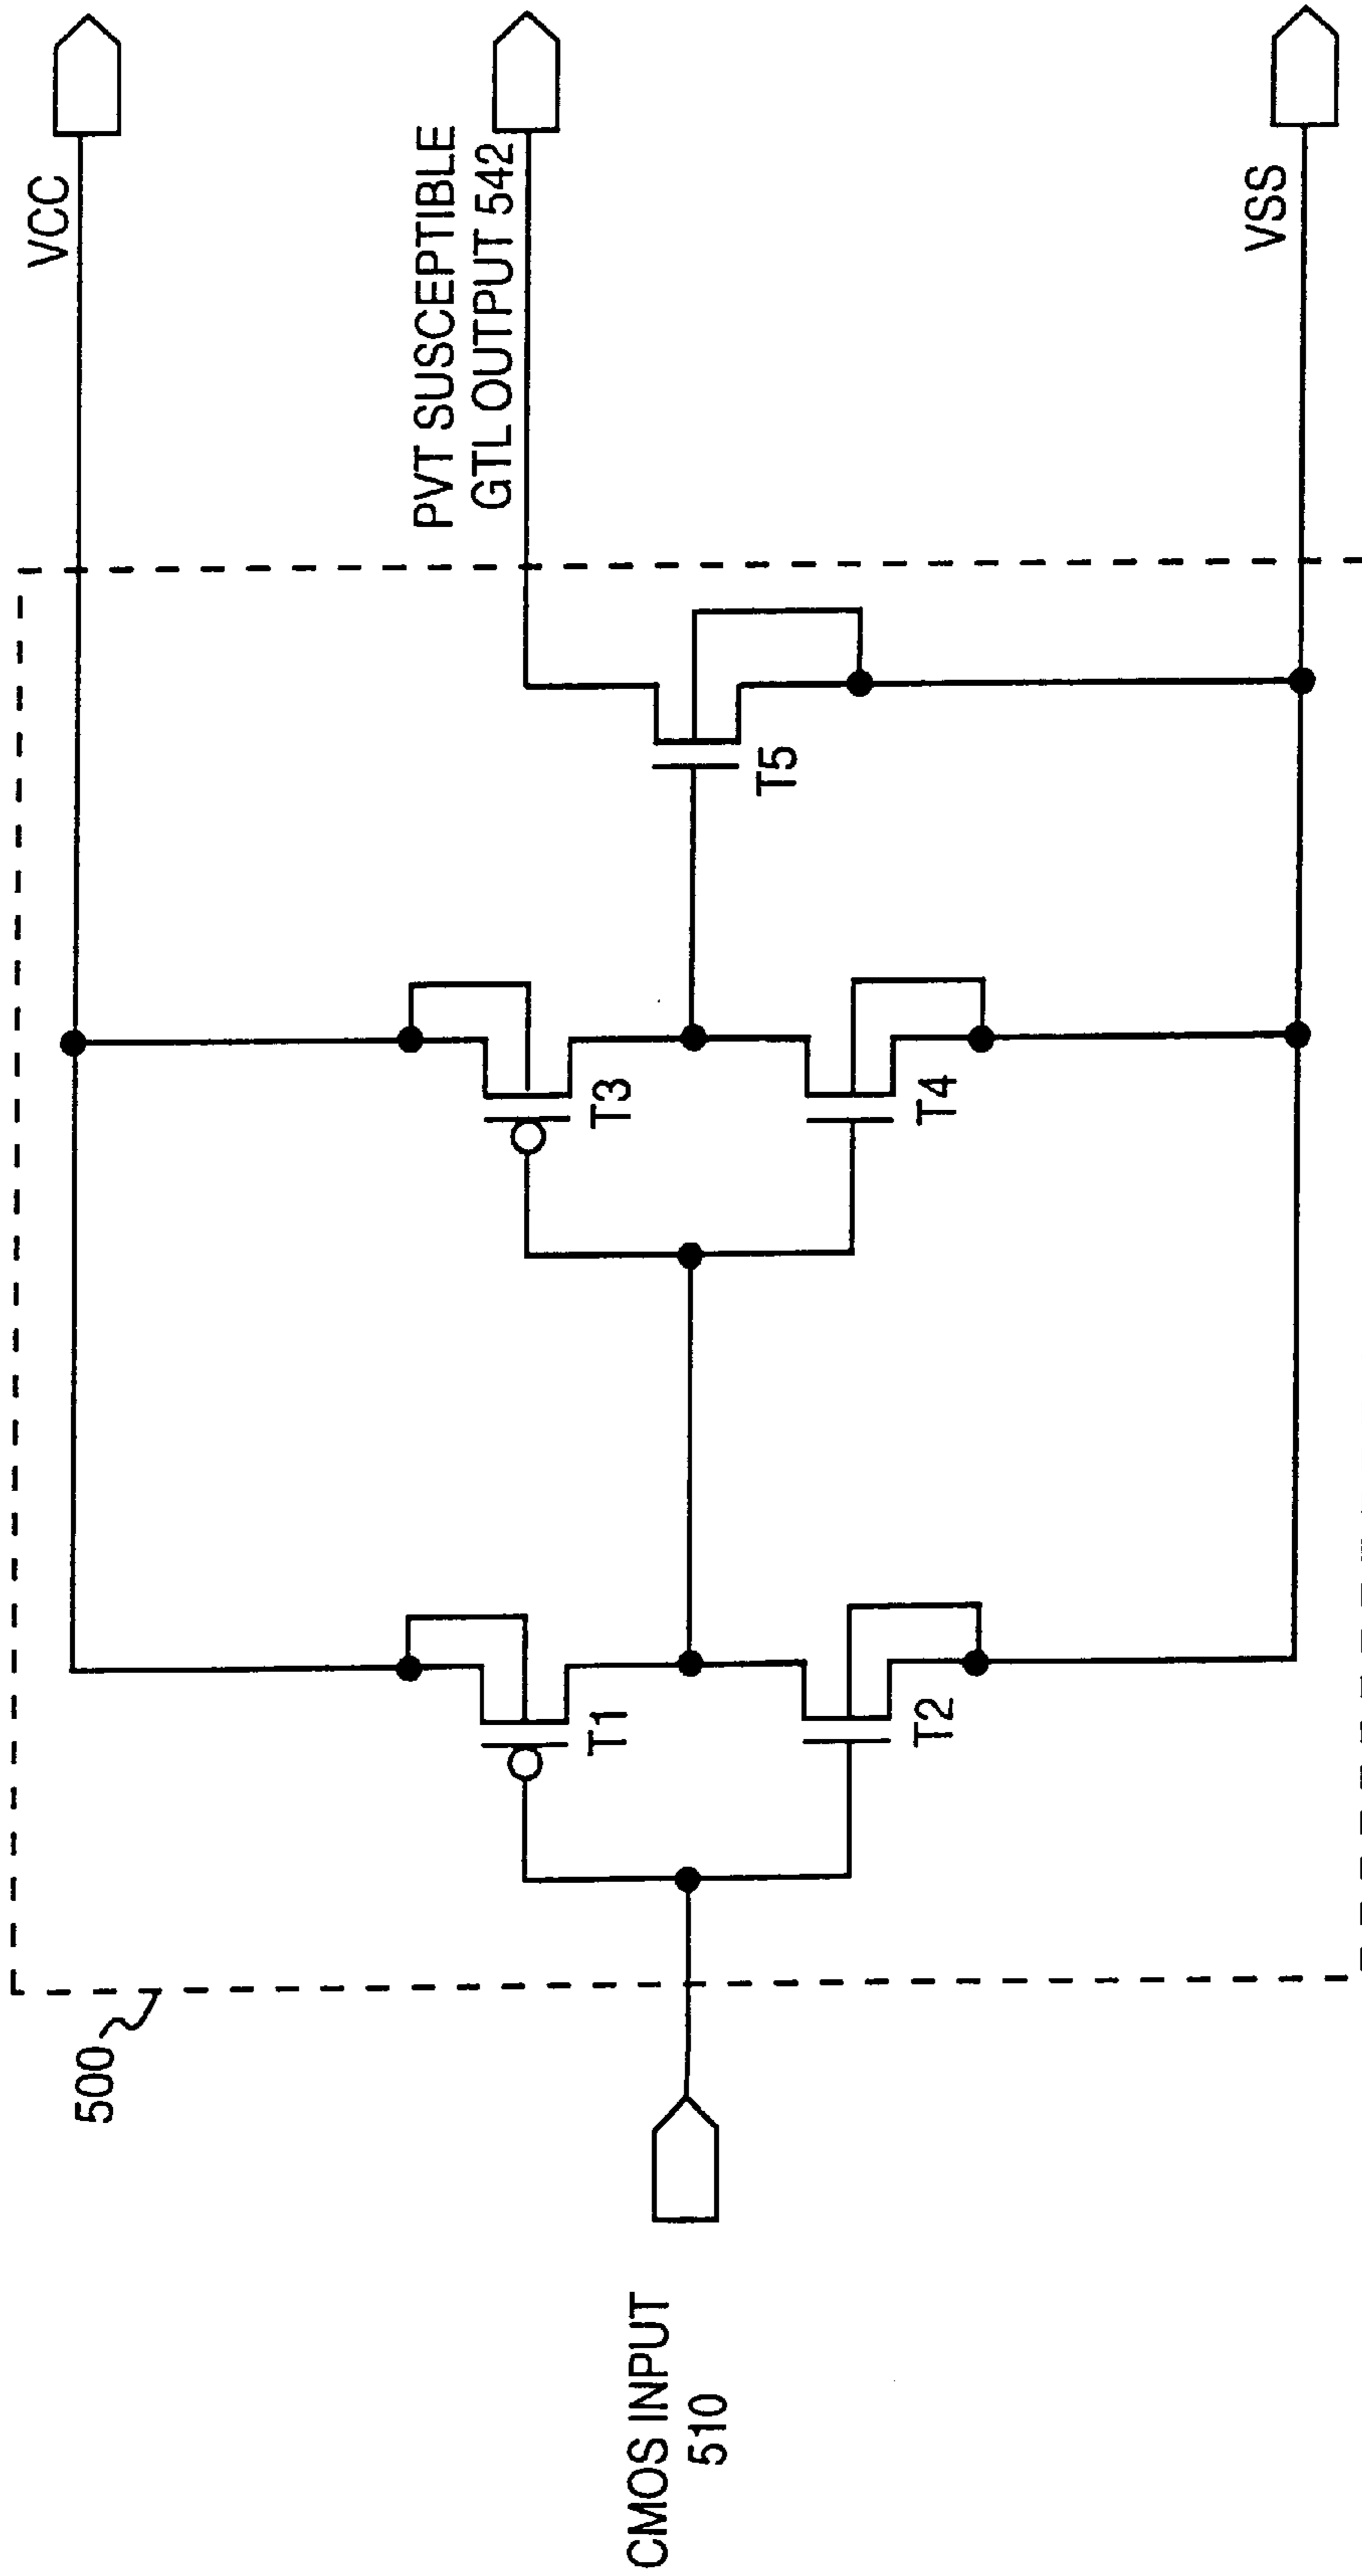 500
CMOS INPUT
510
T1
T2
T3
T4
T5
VCC
PVT SUSCEPTIBLE
GTL OUTPUT 542
VSS